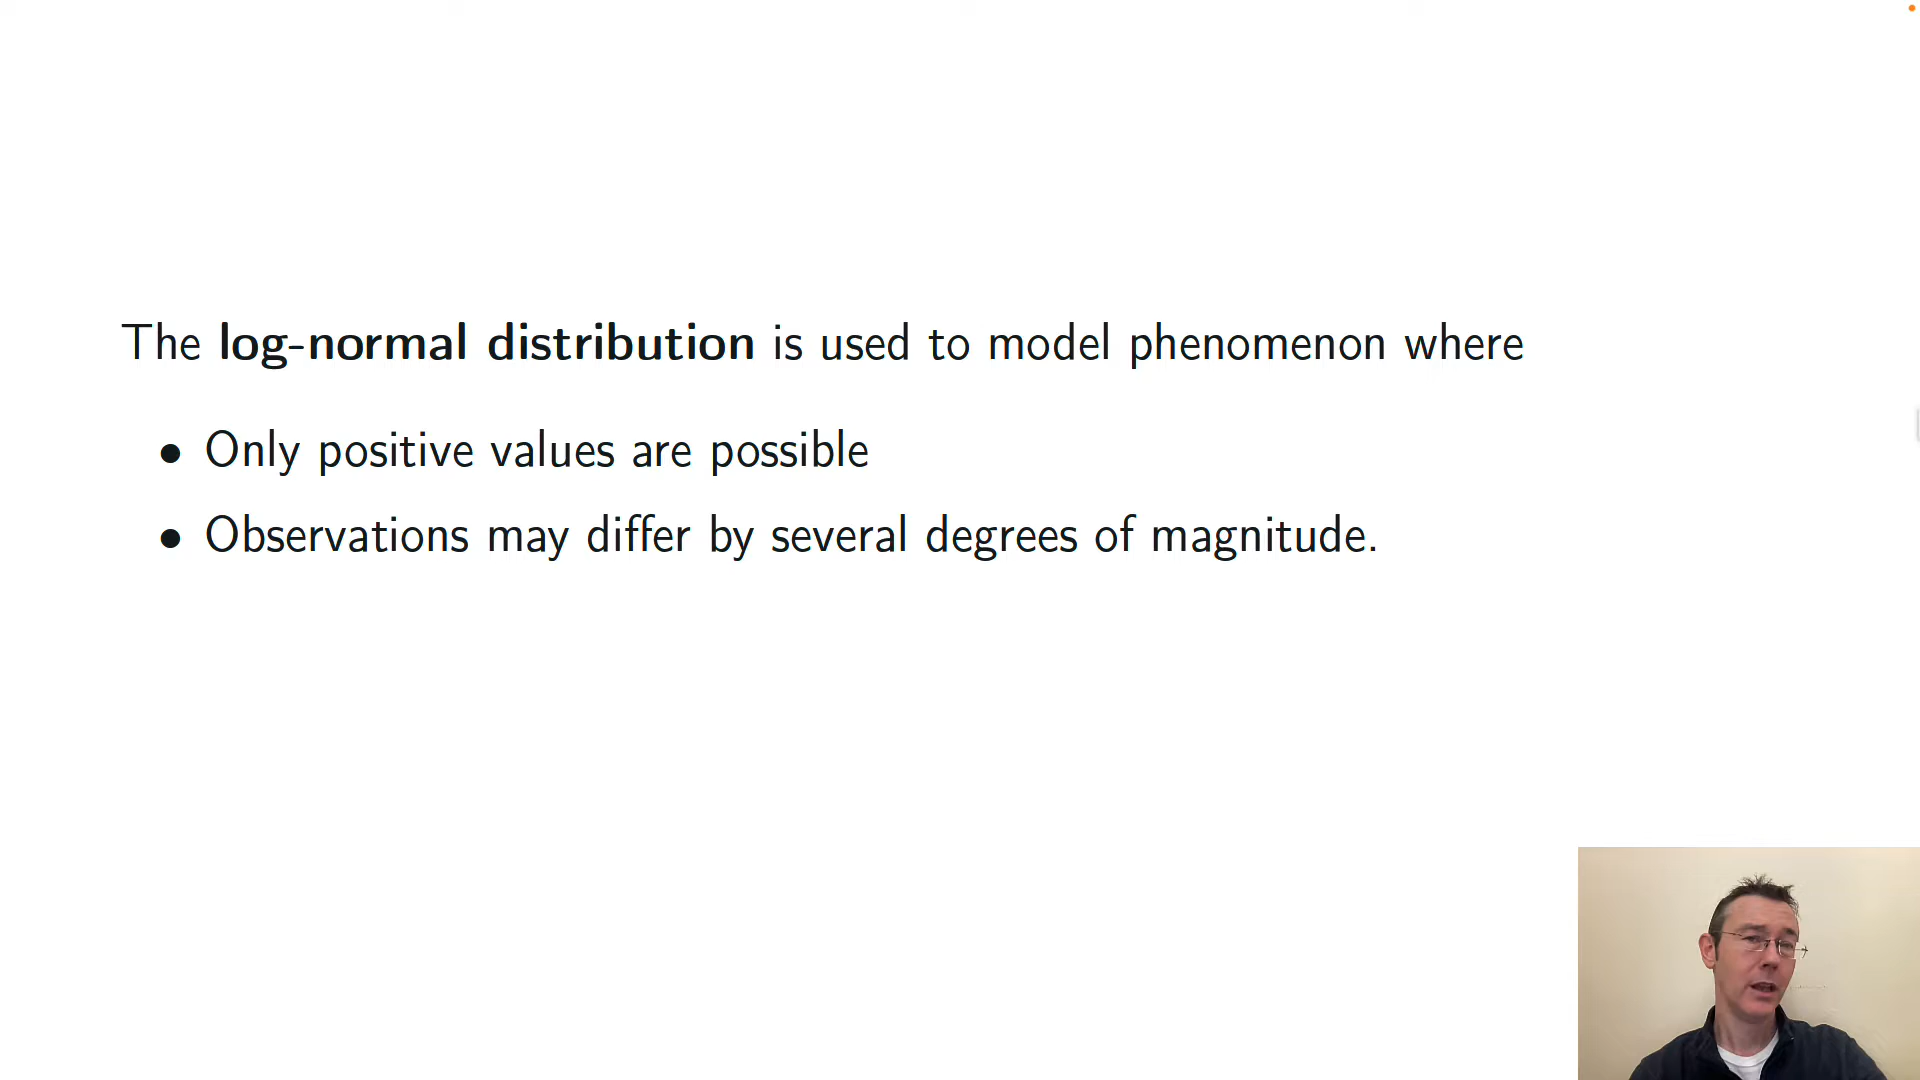 The log-normal distribution is used to model phenomenon where
• Only positive values are possible
• Observations may differ by several degrees of magnitude.